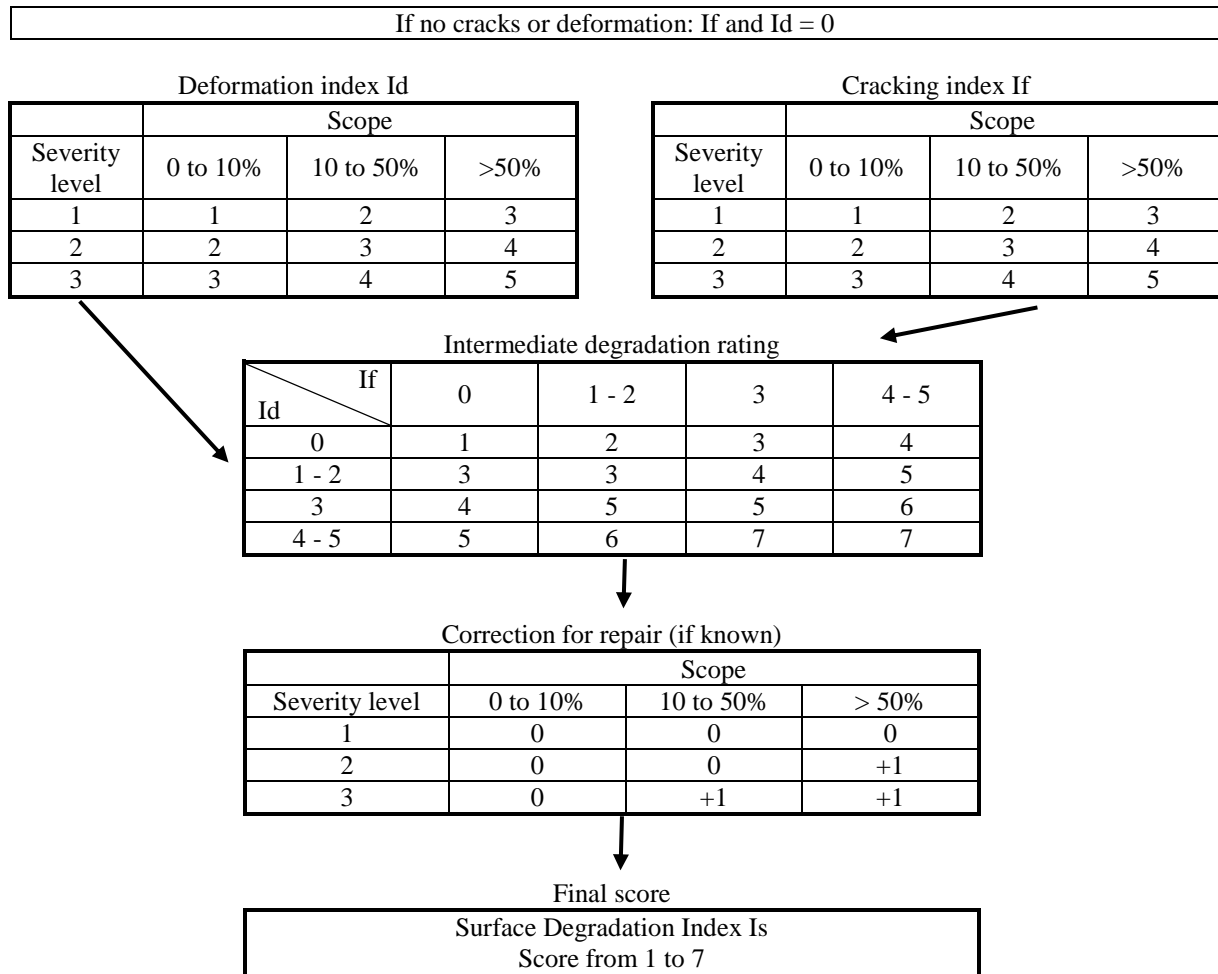 If no cracks or deformation: If and Id = 0
Deformation index Id
Scope
Severity level 0 to 10% 10 to 50% >50%
1 1 2 3
2 2 3 4
3 3 4 5
Cracking index If
Scope
Severity level 0 to 10% 10 to 50% >50%
1 1 2 3
2 2 3 4
3 3 4 5
Intermediate degradation rating
If
Id
0 1 - 2 3 4 - 5
0 1 2 3 4
1 - 2 3 3 4 5
3 4 5 5 6
4 - 5 5 6 7 7
Correction for repair (if known)
Scope
Severity level 0 to 10% 10 to 50% > 50%
1 0 0 0
2 0 0 +1
3 0 +1 +1
Final score
Surface Degradation Index Is
Score from 1 to 7